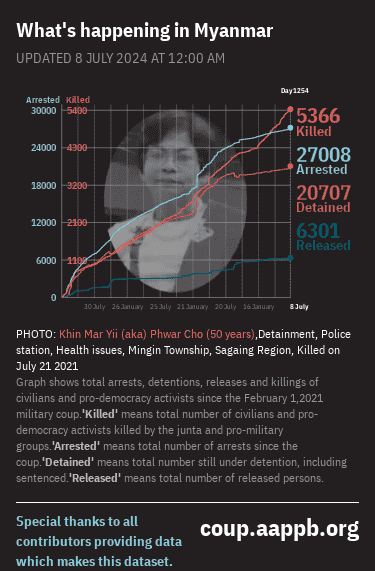 What's happening in Myanmar
UPDATED 8 JULY 2024 AT 12:00 AM
Day1254
Arrested Killed
30000 5400
5366
Killed
24000 4300
27008
Arrested
18000 3200
20707
Detained
12000 2100
6301
Released
6000 1100
0
30 July 26 January 25 July 21 January 20 July 16 January 8 July
PHOTO: Khin Mar Yii (aka) Phwar Cho (50 years),Detainment, Police
station, Health issues, Mingin Township, Sagaing Region, Killed on
July 21 2021
Graph shows total arrests, detentions, releases and killings of
civilians and pro-democracy activists since the February 1,2021
military coup.'Killed' means total number of civilians and pro-
democracy activists killed by the junta and pro-military
groups.'Arrested' means total number of arrests since the
coup.'Detained' means total number still under detention, including
sentenced.'Released' means total number of released persons.
Special thanks to all
contributors providing data
which makes this dataset.
coup.aappb.org